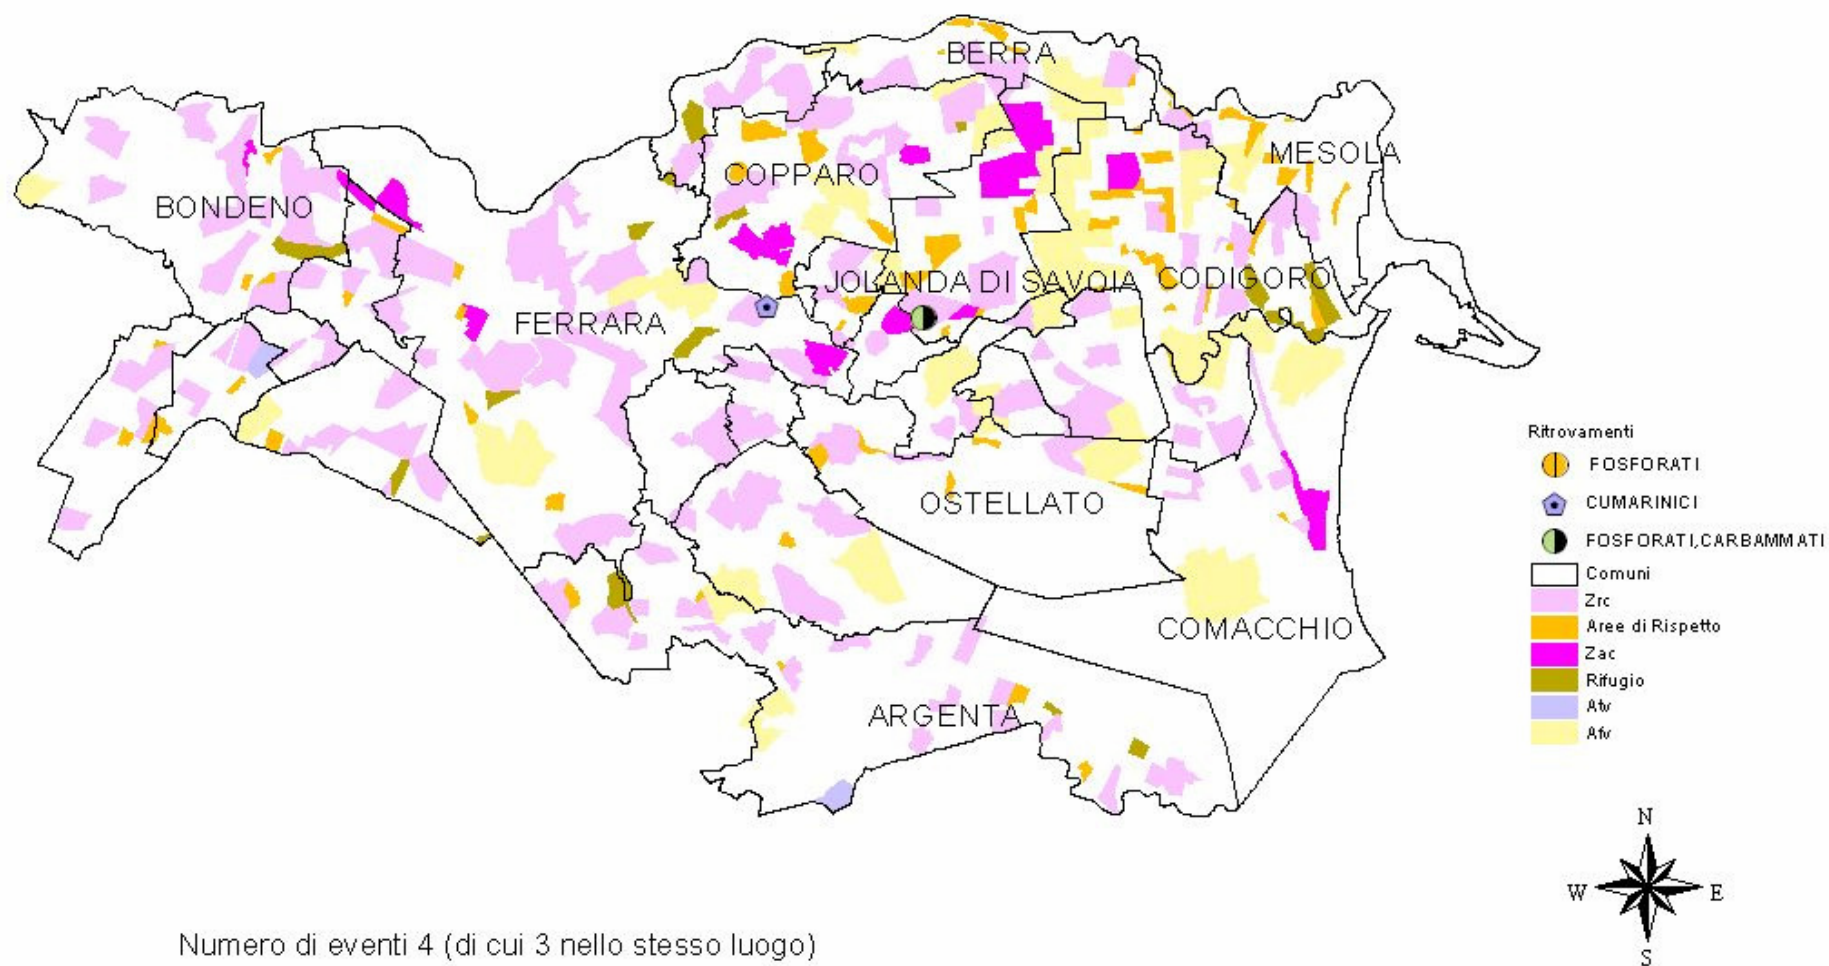 BERRA
MESOLA
COPPARO
BONDENO
JOLANDA DI SAVOIA
CODIGORO
FERRARA
OSTELLATO
COMACCHIO
ARGENTA
Ritrovamenti
FOSFORATI
CUMARINICI
FOSFORATI,CARBAMMATI
Comuni
Zrc
Aree di Rispetto
Zac
Rifugio
Atv
Afv
N
W E
S
Numero di eventi 4 (di cui 3 nello stesso luogo)